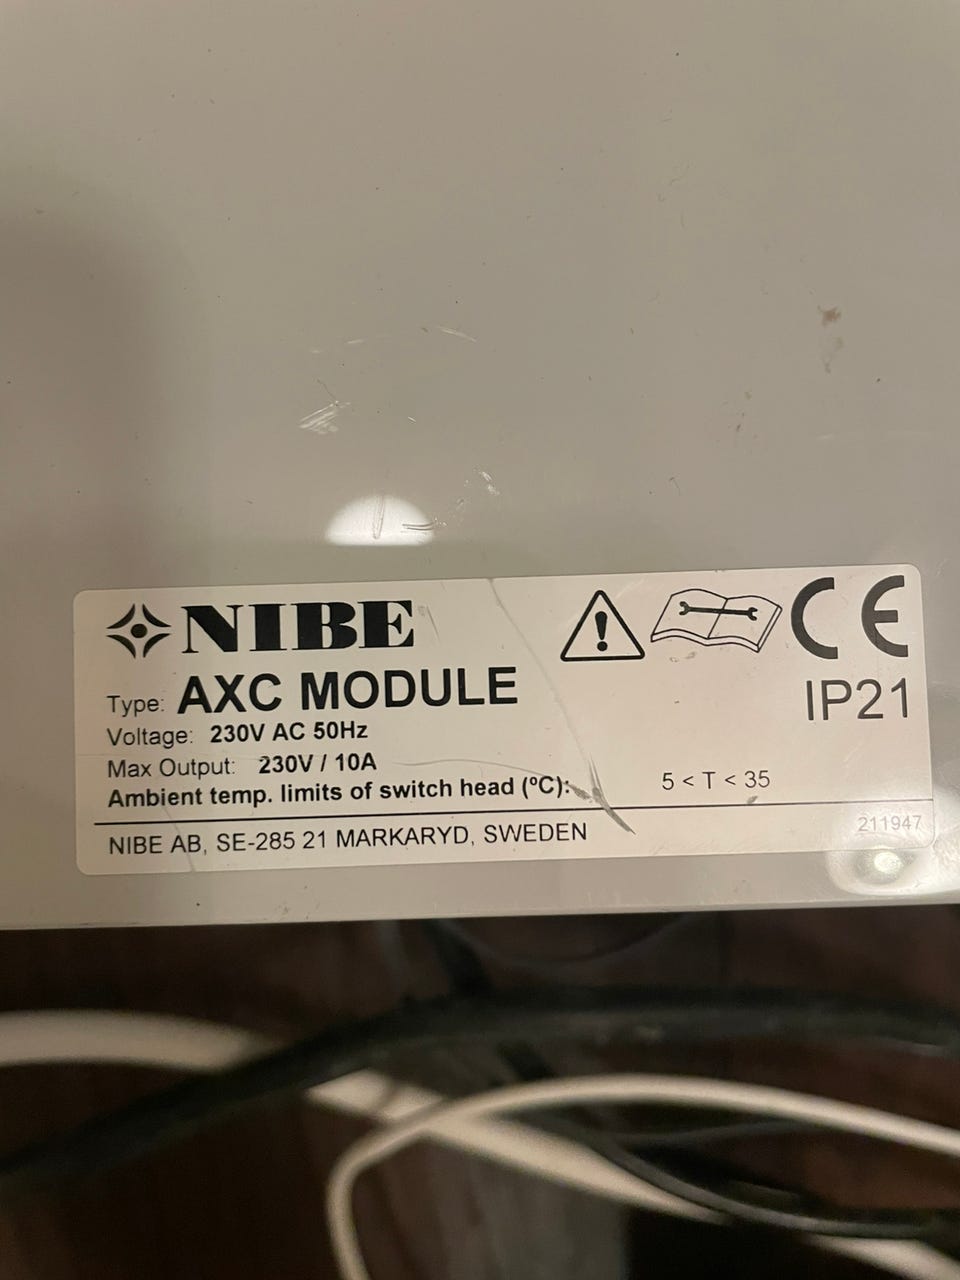 NIBE
CE
Type: AXC MODULE
IP21
Voltage: 230V AC 50Hz
Max Output: 230V / 10A
Ambient temp. limits of switch head (ºC): 5 < T < 35
NIBE AB, SE-285 21 MARKARYD, SWEDEN
211947